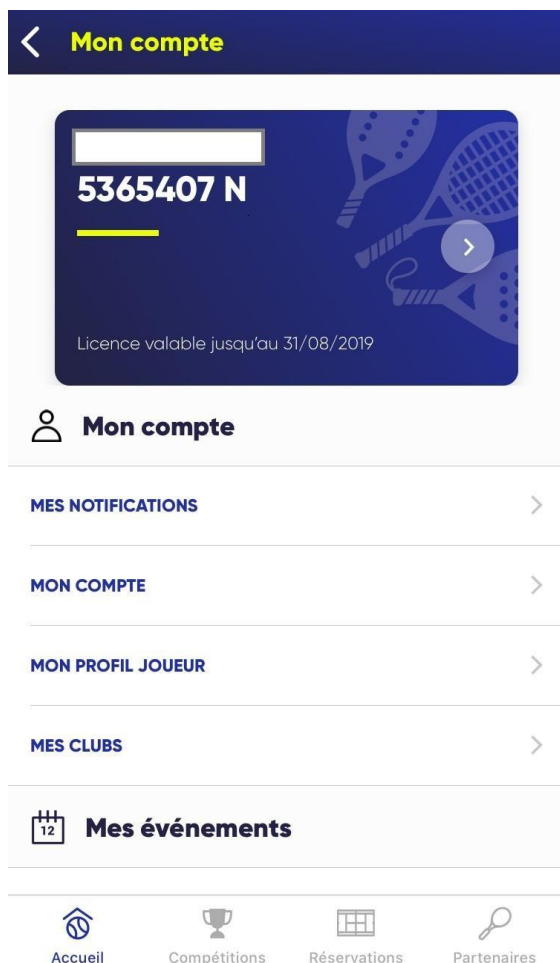 Mon compte
5365407 N
Licence valable jusqu'au 31/08/2019
Mon compte
MES NOTIFICATIONS
MON COMPTE
MON PROFIL JOUEUR
MES CLUBS
12
Mes événements
Accueil
Compétitions
Réservations
Partenaires